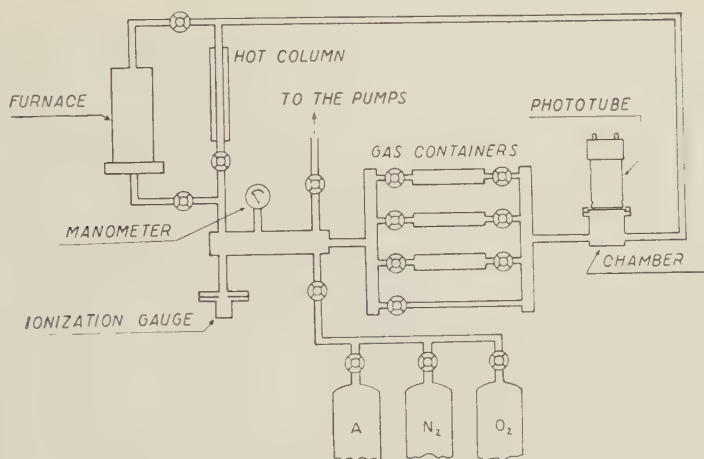 HOT COLUMN
FURNACE
TO THE PUMPS
PHOTOTUBE
GAS CONTAINERS
MANOMETER
CHAMBER
IONIZATION GAUGE
A
N₂
O₂